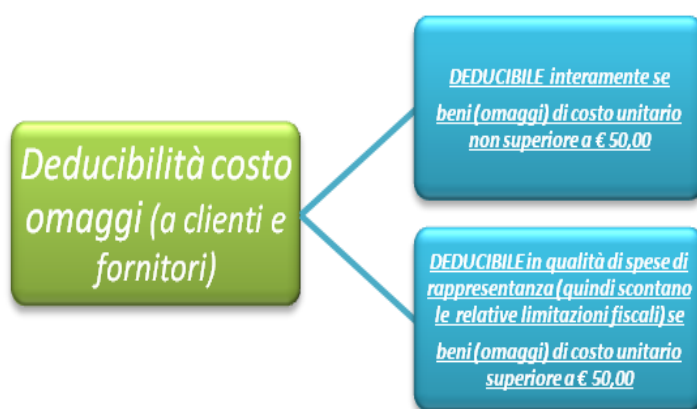 Deducibilità costo
omaggi (a clienti e
fornitori)
DEDUCIBILE interamente se
beni (omaggi) di costo unitario
non superiore a € 50,00
DEDUCIBILE in qualità di spese di
rappresentanza (quindi scontano
le relative limitazioni fiscali) se
beni (omaggi) di costo unitario
superiore a € 50,00